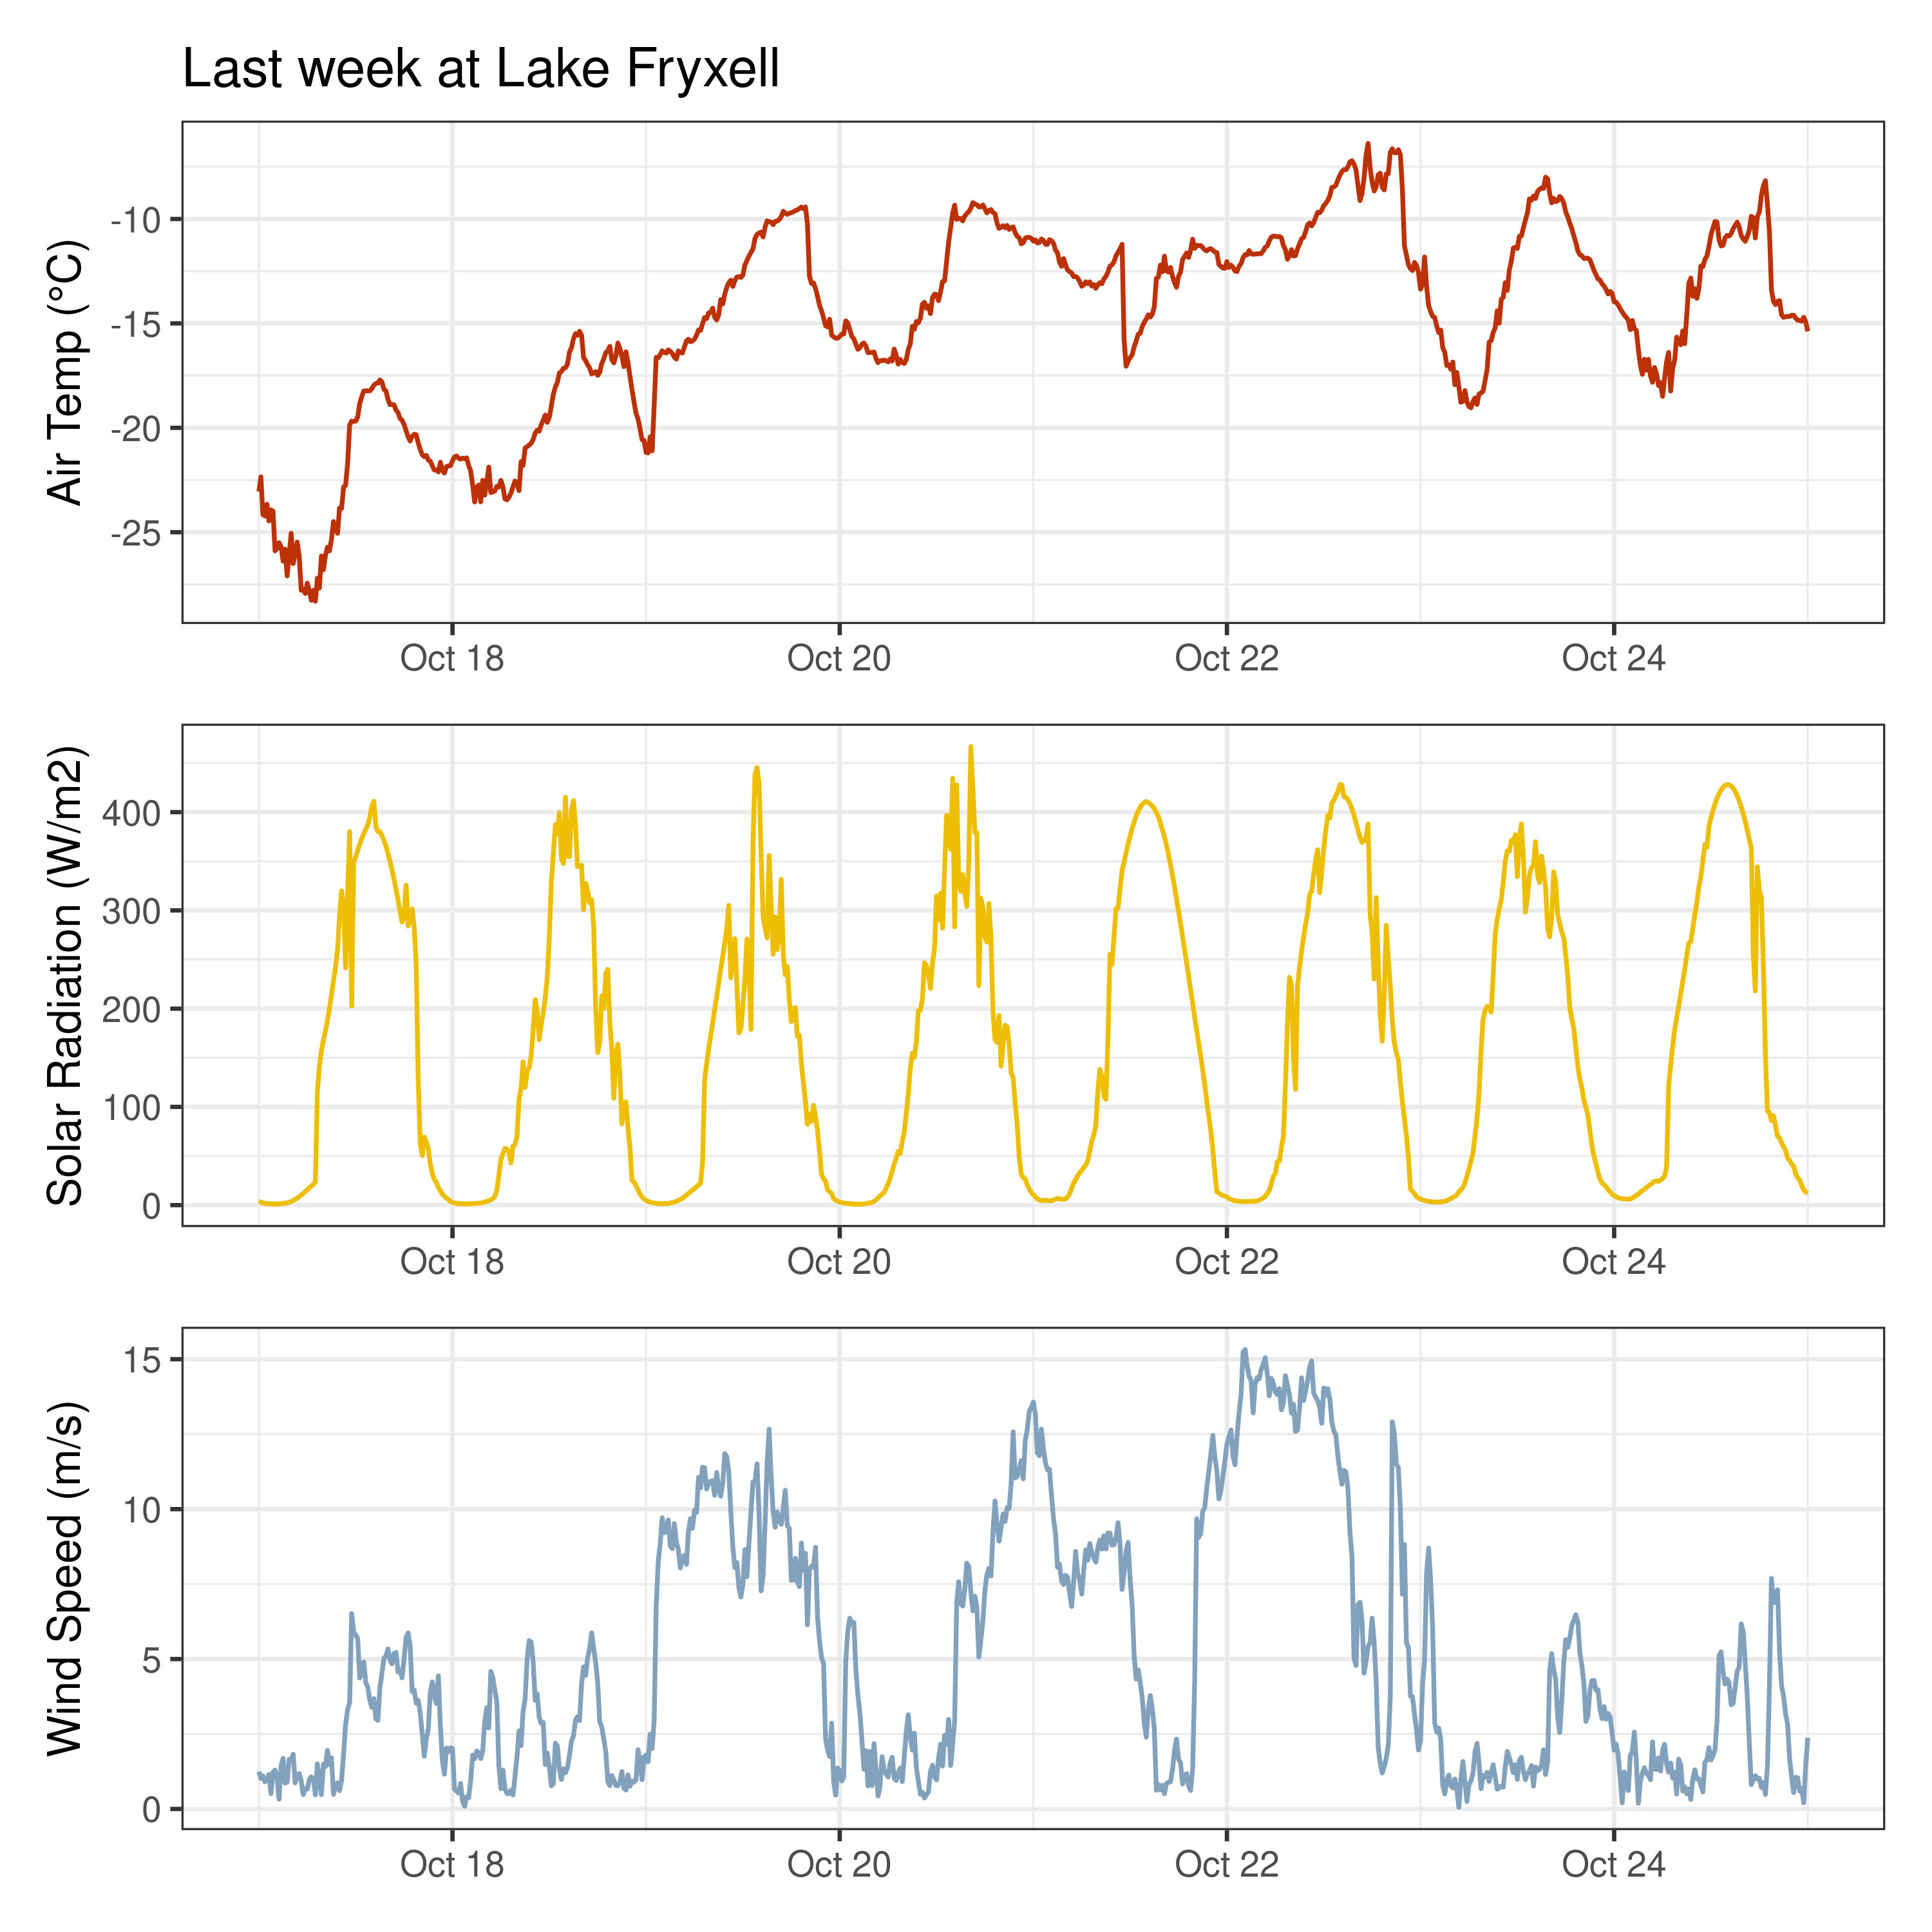 Last week at Lake Fryxell
Air Temp (°C)
-10
-15
-20
-25
Oct 18 Oct 20 Oct 22 Oct 24
Solar Radiation (W/m2)
400
300
200
100
0
Oct 18 Oct 20 Oct 22 Oct 24
Wind Speed (m/s)
15
10
5
0
Oct 18 Oct 20 Oct 22 Oct 24